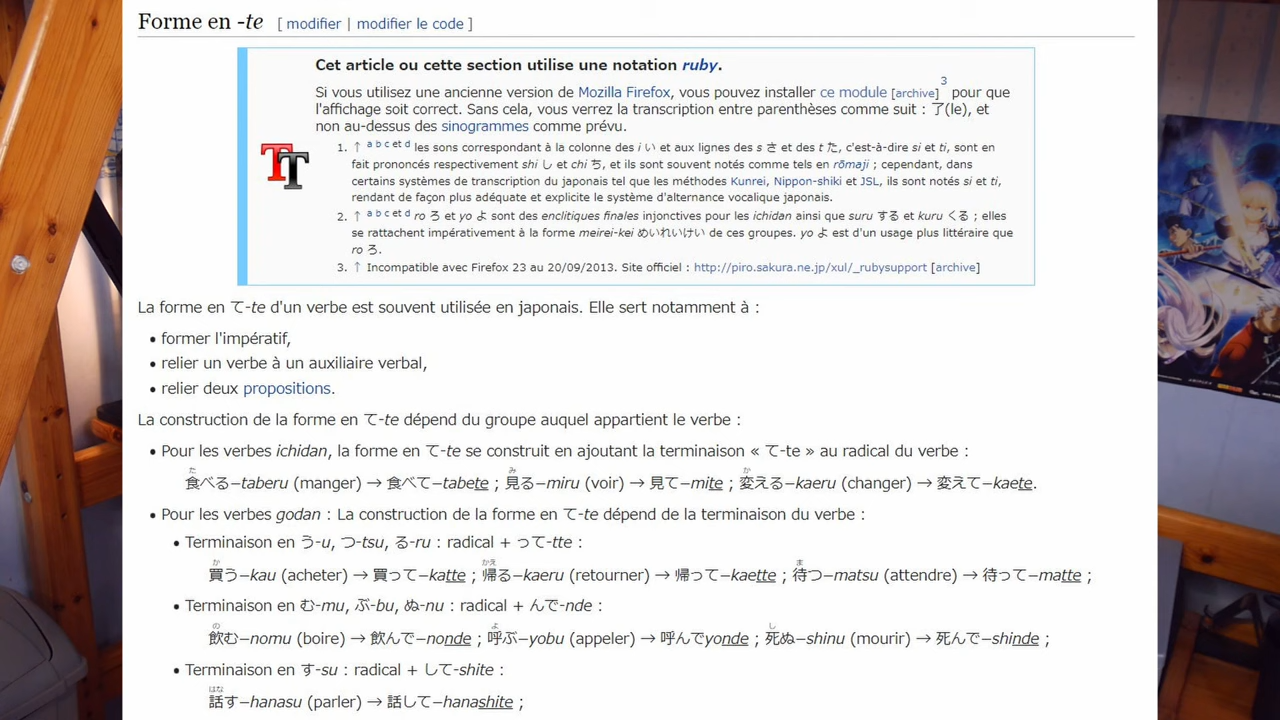 Forme en -te [ modifier | modifier le code ]
Cet article ou cette section utilise une notation ruby.
Si vous utilisez une ancienne version de Mozilla Firefox, vous pouvez installer ce module [archive]3 pour que
l'affichage soit correct. Sans cela, vous verrez la transcription entre parenthèses comme suit : 了(le), et
non au-dessus des sinogrammes comme prévu.
1. ↑ a b c et d les sons correspondant à la colonne des i い et aux lignes des s さ et des t た, c'est-à-dire si et ti, sont en
fait prononcés respectivement shi し et chi ち, et ils sont souvent notés comme tels en rōmaji ; cependant, dans
certains systèmes de transcription du japonais tel que les méthodes Kunrei, Nippon-shiki et JSL, ils sont notés si et ti,
rendant de façon plus adéquate et explicite le système d'alternance vocalique japonais.
2. ↑ a b c et d ro ろ et yo よ sont des enclitiques finales injonctives pour les ichidan ainsi que suru する et kuru くる ; elles
se rattachent impérativement à la forme meirei-kei めいれいけい de ces groupes. yo よ est d'un usage plus littéraire que
ro ろ.
3. ↑ Incompatible avec Firefox 23 au 20/09/2013. Site officiel : http://piro.sakura.ne.jp/xul/_rubysupport [archive]
La forme en て-te d'un verbe est souvent utilisée en japonais. Elle sert notamment à :
• former l'impératif,
• relier un verbe à un auxiliaire verbal,
• relier deux propositions.
La construction de la forme en て-te dépend du groupe auquel appartient le verbe :
• Pour les verbes ichidan, la forme en て-te se construit en ajoutant la terminaison « て-te » au radical du verbe :
た み か
食べる–taberu (manger) → 食べて–tabete ; 見る–miru (voir) → 見て–mite ; 変える–kaeru (changer) → 変えて–kaete.
• Pour les verbes godan : La construction de la forme en て-te dépend de la terminaison du verbe :
• Terminaison en う-u, つ-tsu, る-ru : radical + って-tte :
か かえ ま
買う–kau (acheter) → 買って–katte ; 帰る–kaeru (retourner) → 帰って–kaette ; 待つ–matsu (attendre) → 待って–matte ;
• Terminaison en む-mu, ぶ-bu, ぬ-nu : radical + んで-nde :
の よ し
飲む–nomu (boire) → 飲んで–nonde ; 呼ぶ–yobu (appeler) → 呼んでyonde ; 死ぬ–shinu (mourir) → 死んで–shinde ;
• Terminaison en す-su : radical + して-shite :
はな
話す–hanasu (parler) → 話して–hanashite ;